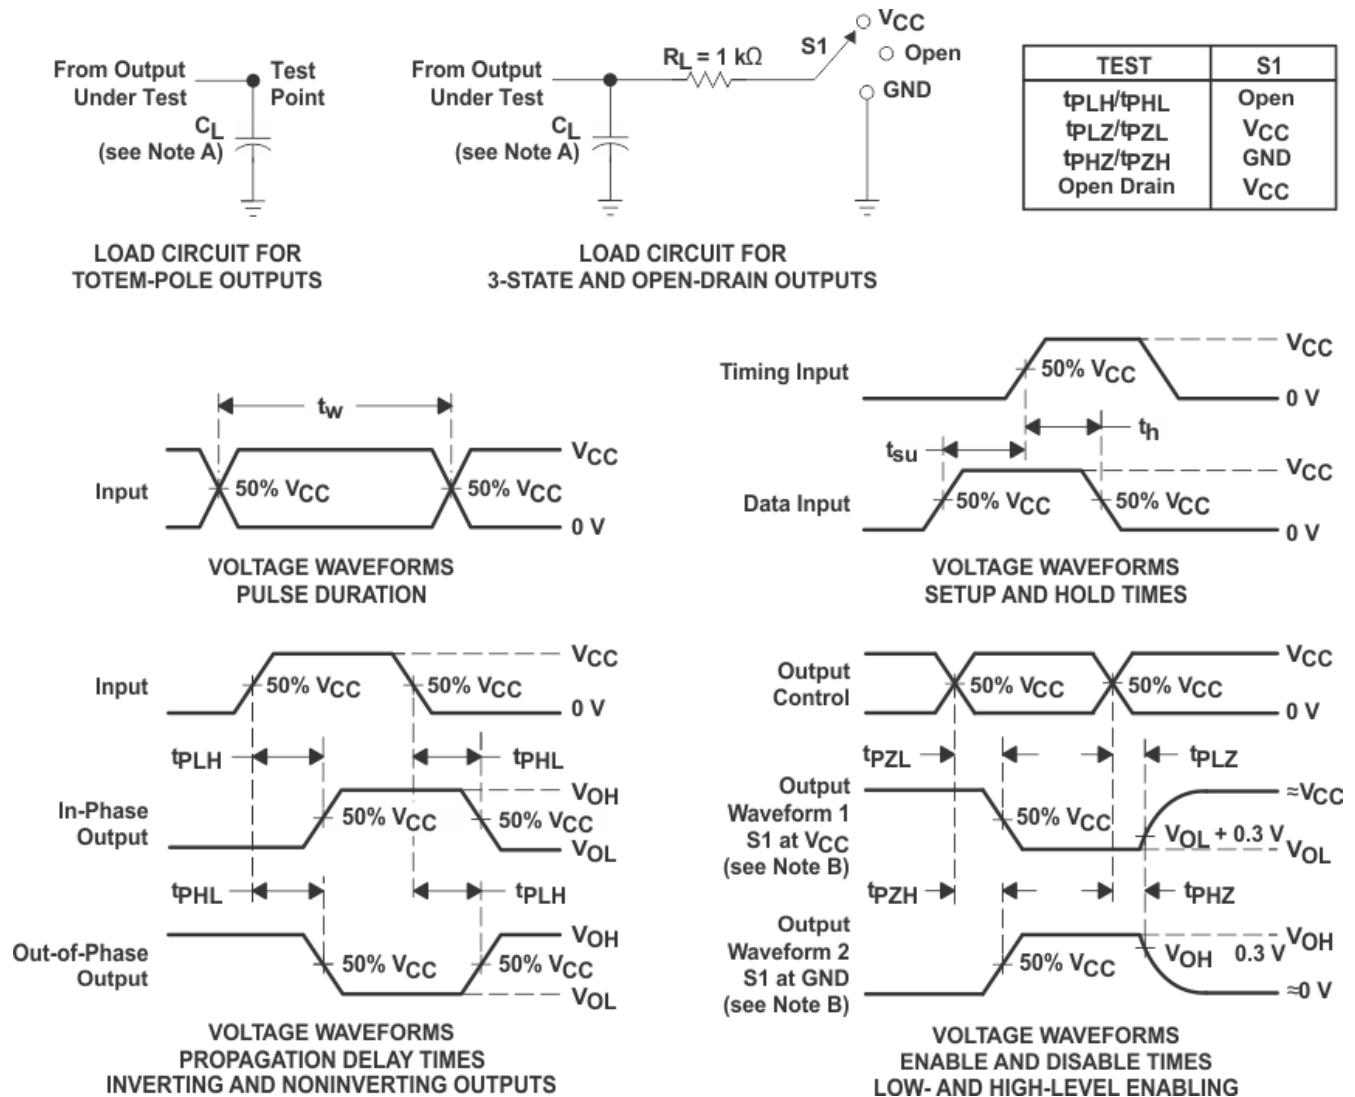 From Output
Under Test
Test
Point
CL
(see Note A)
LOAD CIRCUIT FOR
TOTEM-POLE OUTPUTS
From Output
Under Test
RL = 1 kΩ
S1
VCC
Open
GND
CL
(see Note A)
LOAD CIRCUIT FOR
3-STATE AND OPEN-DRAIN OUTPUTS
TEST S1
tPLH/tPHL Open
tPLZ/tPZL VCC
tPHZ/tPZH GND
Open Drain VCC
tw
Input
50% VCC
50% VCC
VCC
0 V
VOLTAGE WAVEFORMS
PULSE DURATION
Timing Input
50% VCC
VCC
0 V
tsu
th
Data Input
50% VCC
50% VCC
VCC
0 V
VOLTAGE WAVEFORMS
SETUP AND HOLD TIMES
Input
50% VCC
50% VCC
VCC
0 V
tPLH
tPHL
In-Phase
Output
50% VCC
50% VCC
VOH
VOL
tPHL
tPLH
Out-of-Phase
Output
50% VCC
50% VCC
VOH
VOL
VOLTAGE WAVEFORMS
PROPAGATION DELAY TIMES
INVERTING AND NONINVERTING OUTPUTS
Output
Control
50% VCC
50% VCC
VCC
0 V
tPZL
tPLZ
Output
Waveform 1
S1 at VCC
(see Note B)
50% VCC
VOL + 0.3 V
≈VCC
VOL
tPZH
tPHZ
Output
Waveform 2
S1 at GND
(see Note B)
50% VCC
VOH 0.3 V
VOH
≈0 V
VOLTAGE WAVEFORMS
ENABLE AND DISABLE TIMES
LOW- AND HIGH-LEVEL ENABLING